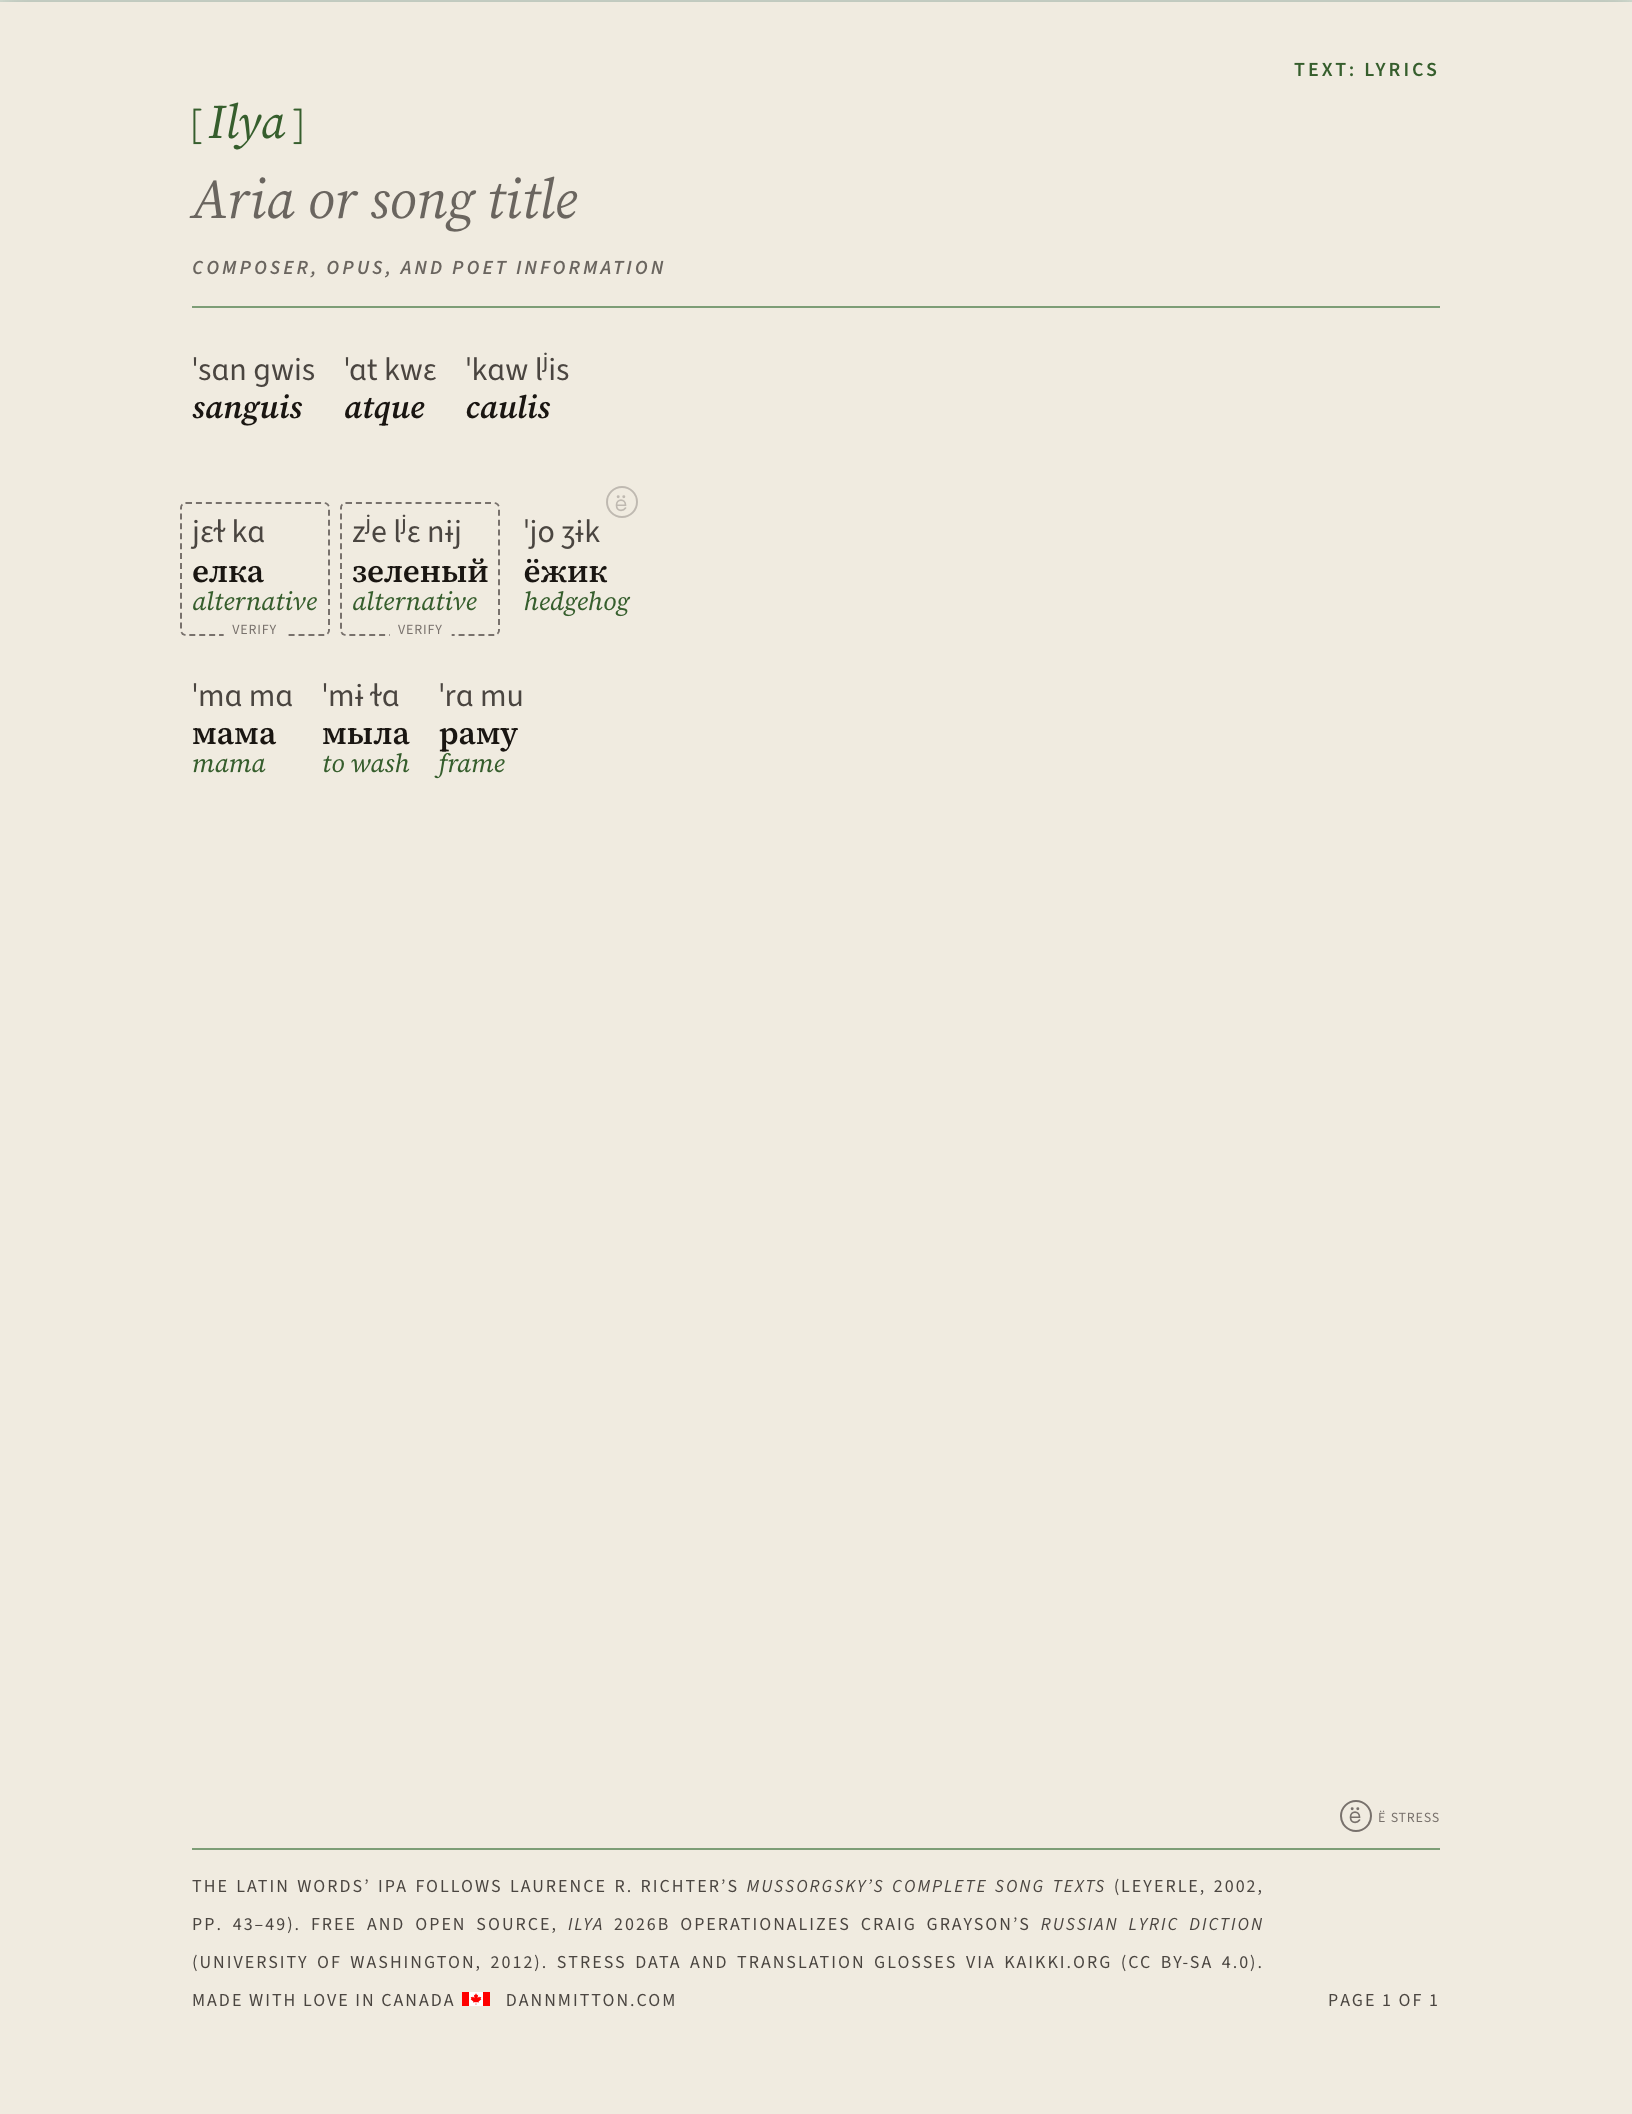 TEXT: LYRICS
[Ilya]
Aria or song title
COMPOSER, OPUS, AND POET INFORMATION
ˈsɑn gwis ˈɑt kwɛ ˈkɑw lʲis
sanguis atque caulis
ë
jɛɫ kɑ zʲe lʲɛ nɨj ˈjo ʒɨk
елка зеленый ёжик
alternative alternative hedgehog
VERIFY VERIFY
ˈmɑ mɑ ˈmɨ ɫɑ ˈrɑ mu
мама мыла раму
mama to wash frame
ë Ë STRESS
THE LATIN WORDS’ IPA FOLLOWS LAURENCE R. RICHTER’S MUSSORGSKY’S COMPLETE SONG TEXTS (LEYERLE, 2002,
PP. 43–49). FREE AND OPEN SOURCE, ILYA 2026B OPERATIONALIZES CRAIG GRAYSON’S RUSSIAN LYRIC DICTION
(UNIVERSITY OF WASHINGTON, 2012). STRESS DATA AND TRANSLATION GLOSSES VIA KAIKKI.ORG (CC BY-SA 4.0).
MADE WITH LOVE IN CANADA 🇨🇦 DANNMITTON.COM PAGE 1 OF 1